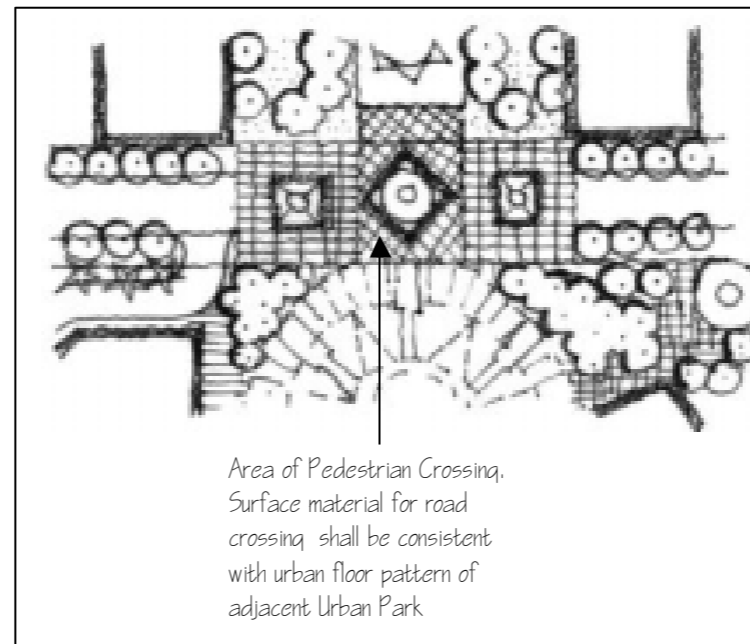 Area of Pedestrian Crossing.
Surface material for road
crossing shall be consistent
with urban floor pattern of
adjacent Urban Park